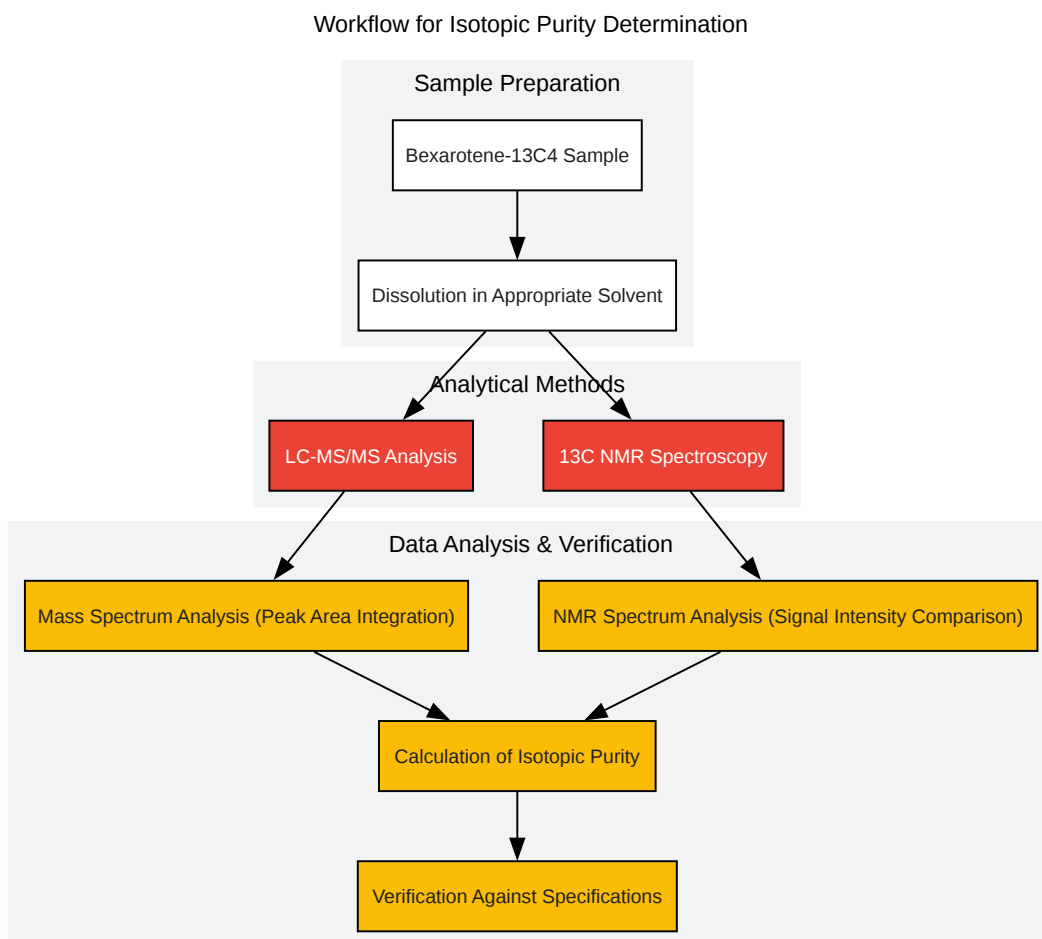 Workflow for Isotopic Purity Determination
Sample Preparation
Bexarotene-13C4 Sample
Dissolution in Appropriate Solvent
Analytical Methods
LC-MS/MS Analysis
13C NMR Spectroscopy
Data Analysis & Verification
Mass Spectrum Analysis (Peak Area Integration)
NMR Spectrum Analysis (Signal Intensity Comparison)
Calculation of Isotopic Purity
Verification Against Specifications